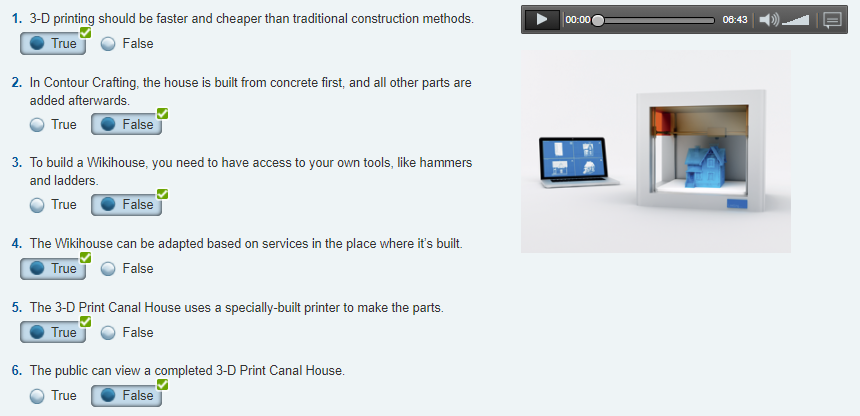 1. 3-D printing should be faster and cheaper than traditional construction methods.
True False
2. In Contour Crafting, the house is built from concrete first, and all other parts are
added afterwards.
True False
3. To build a Wikihouse, you need to have access to your own tools, like hammers
and ladders.
True False
4. The Wikihouse can be adapted based on services in the place where it's built.
True False
5. The 3-D Print Canal House uses a specially-built printer to make the parts.
True False
6. The public can view a completed 3-D Print Canal House.
True False
00:00 06:43